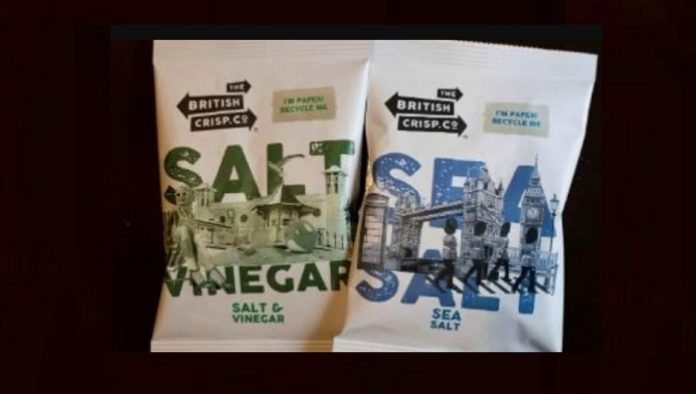 THE
BRITISH
CRISP.CO
I'M PAPER!
RECYCLE ME
SALT
VINEGAR
SALT &
VINEGAR
THE
BRITISH
CRISP.CO
I'M PAPER!
RECYCLE ME
SEA
SALT
SEA
SALT